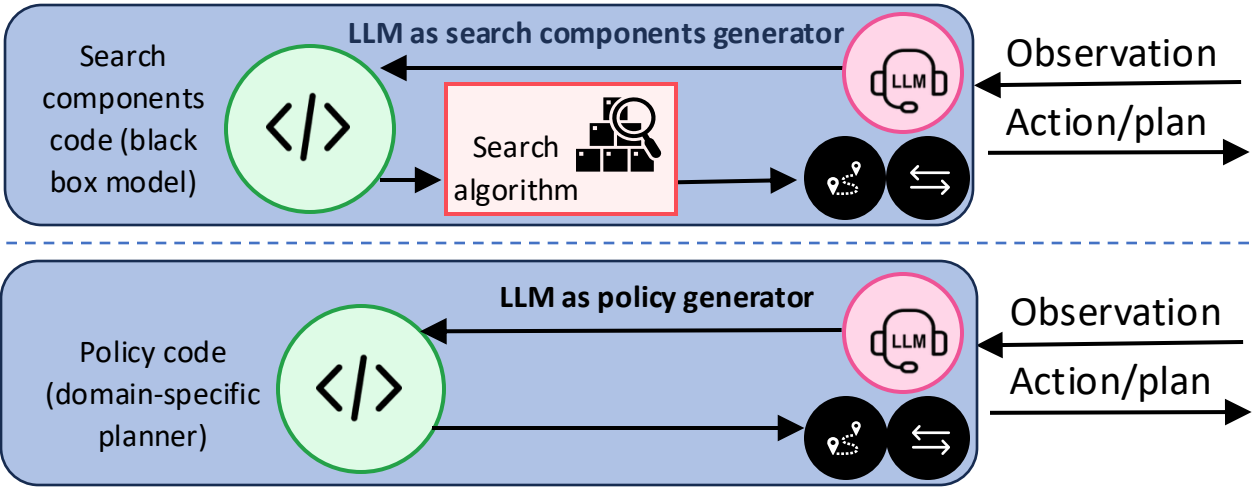 LLM as search components generator
Search
components
code (black
box model)
</>
Search
algorithm
LLM
Observation
Action/plan
LLM as policy generator
Policy code
(domain-specific
planner)
</>
LLM
Observation
Action/plan